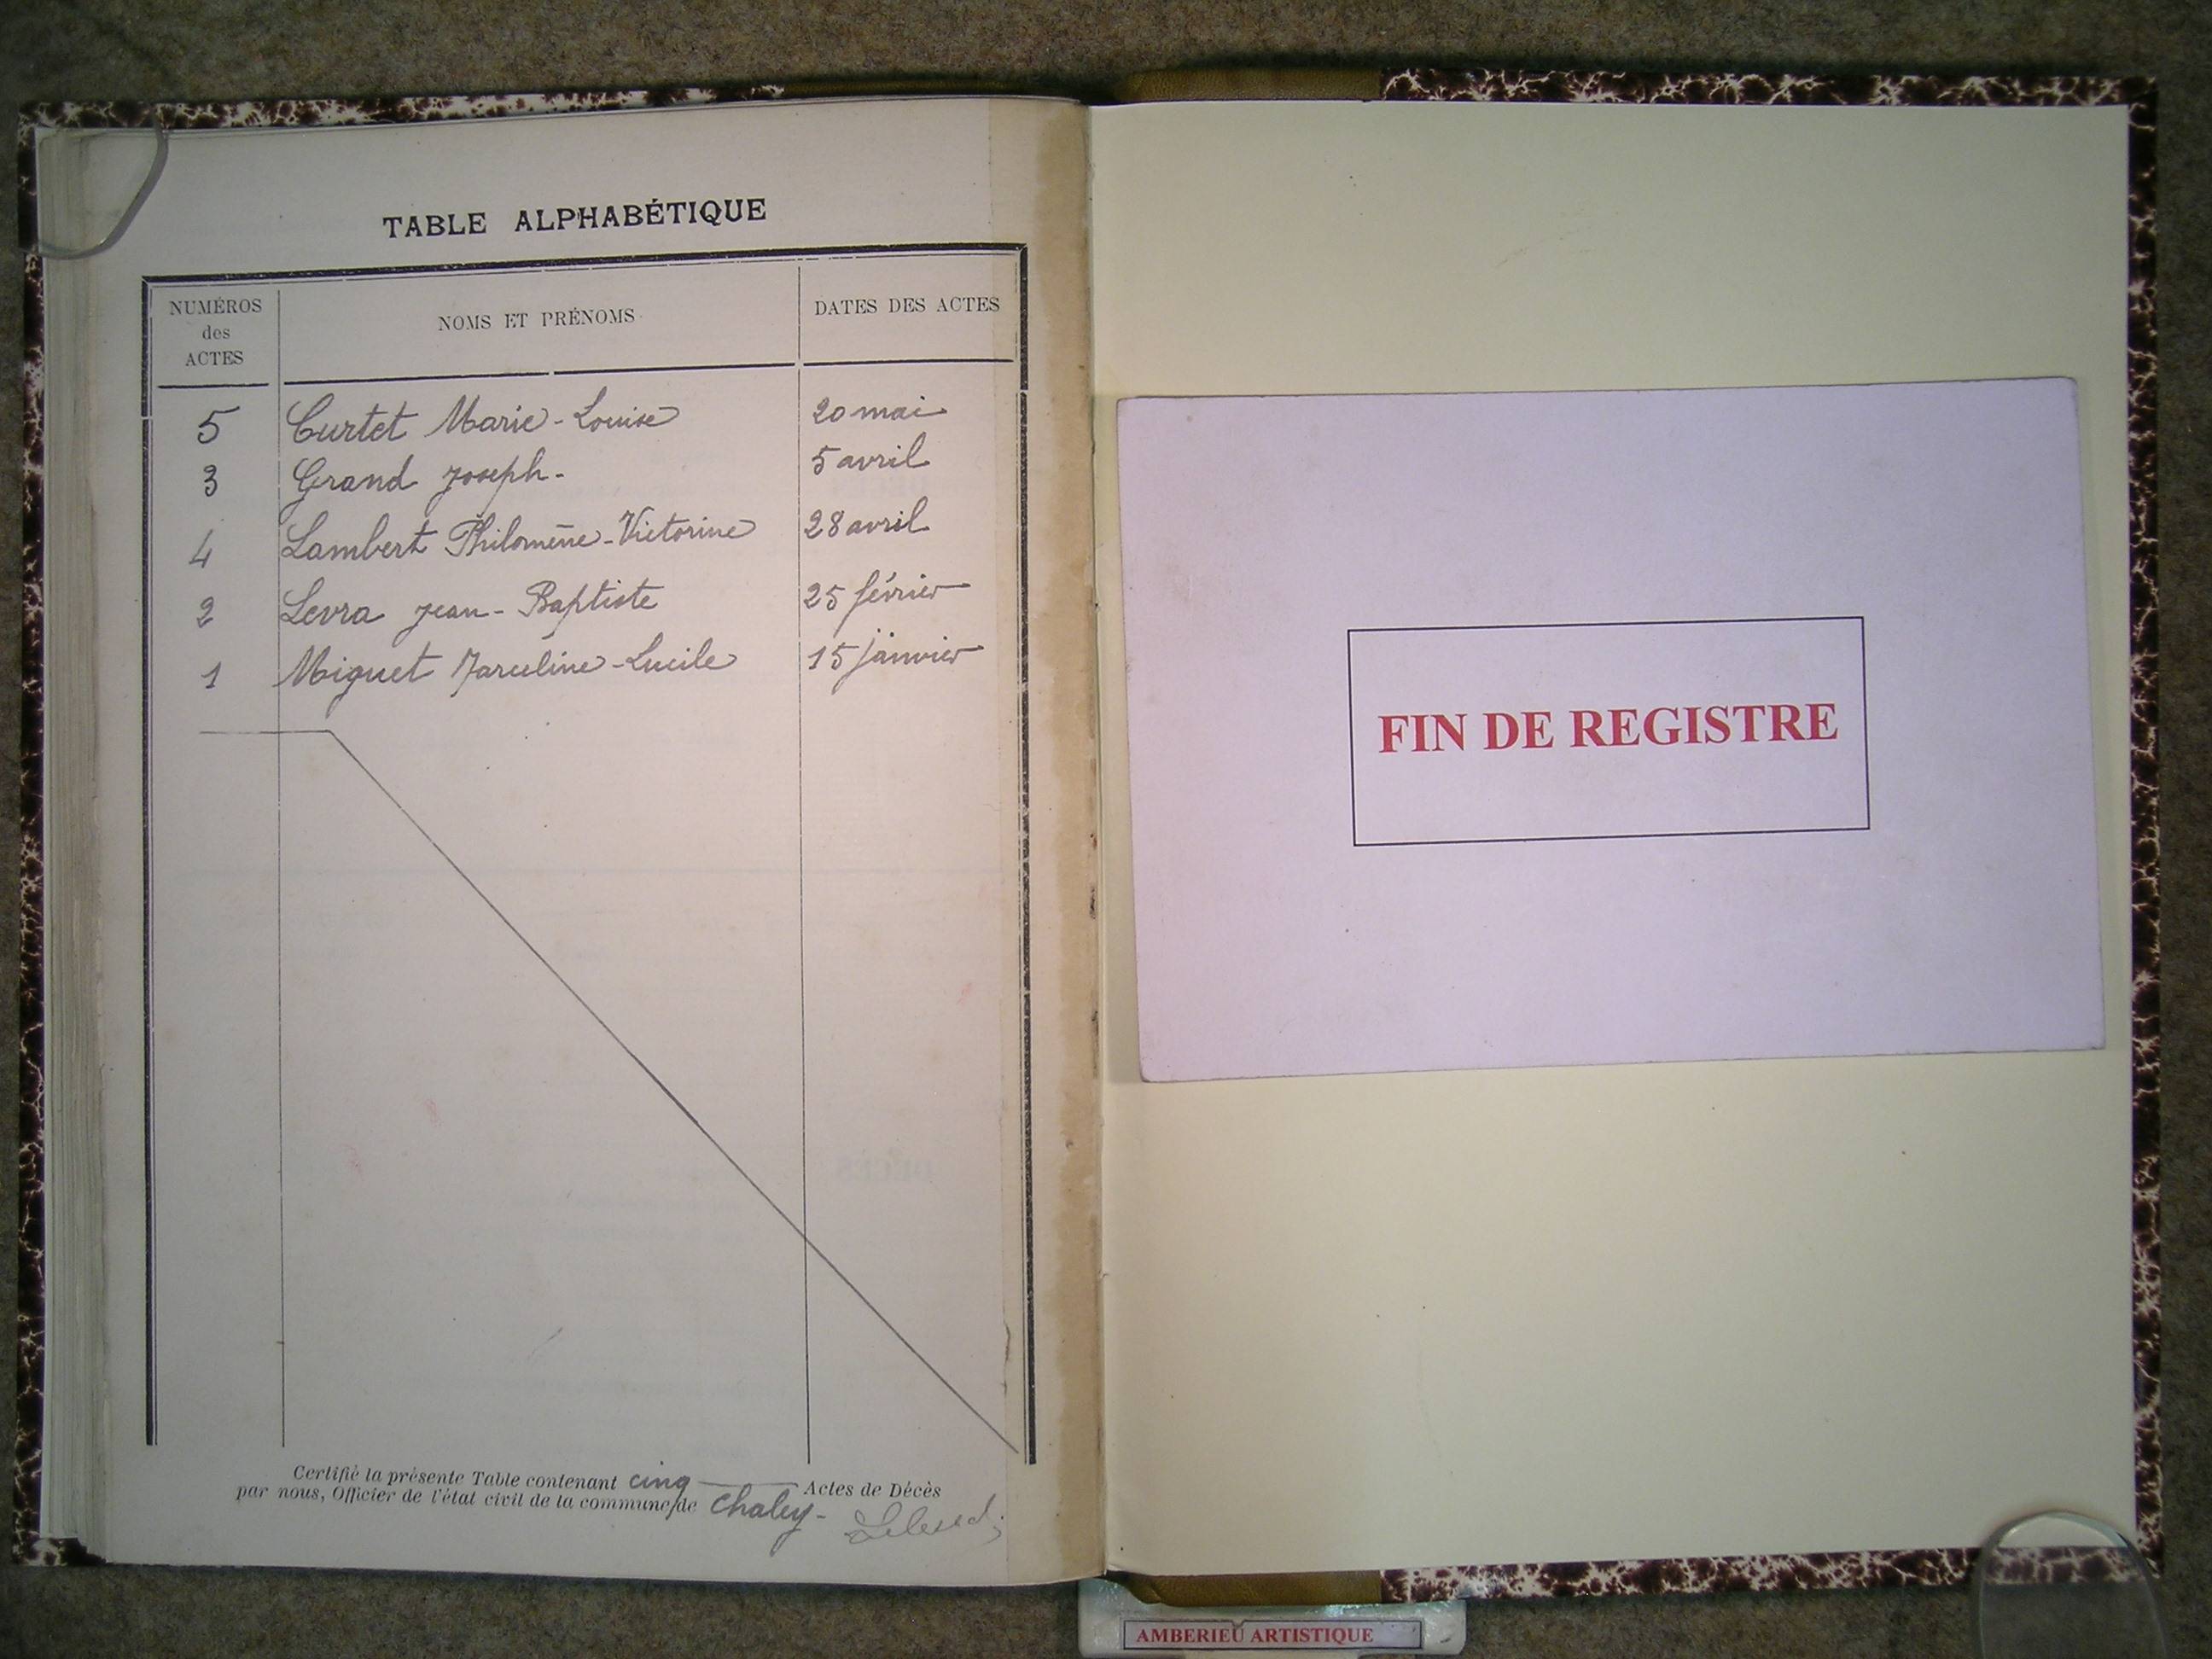 TABLE ALPHABÉTIQUE
NUMÉROS des ACTES NOMS ET PRÉNOMS DATES DES ACTES
5 Curtet Marie-Louise 20 mai
3 Grand Joseph- 5 avril
4 Lambert Philomène-Victorine 28 avril
2 Levra Jean-Baptiste 25 février
1 Miguet Marceline-Lucile 15 janvier
Certifié la présente Table contenant cinq Actes de Décès
par nous, Officier de l'état civil de la commune de Chaley-
FIN DE REGISTRE
AMBERIEU ARTISTIQUE